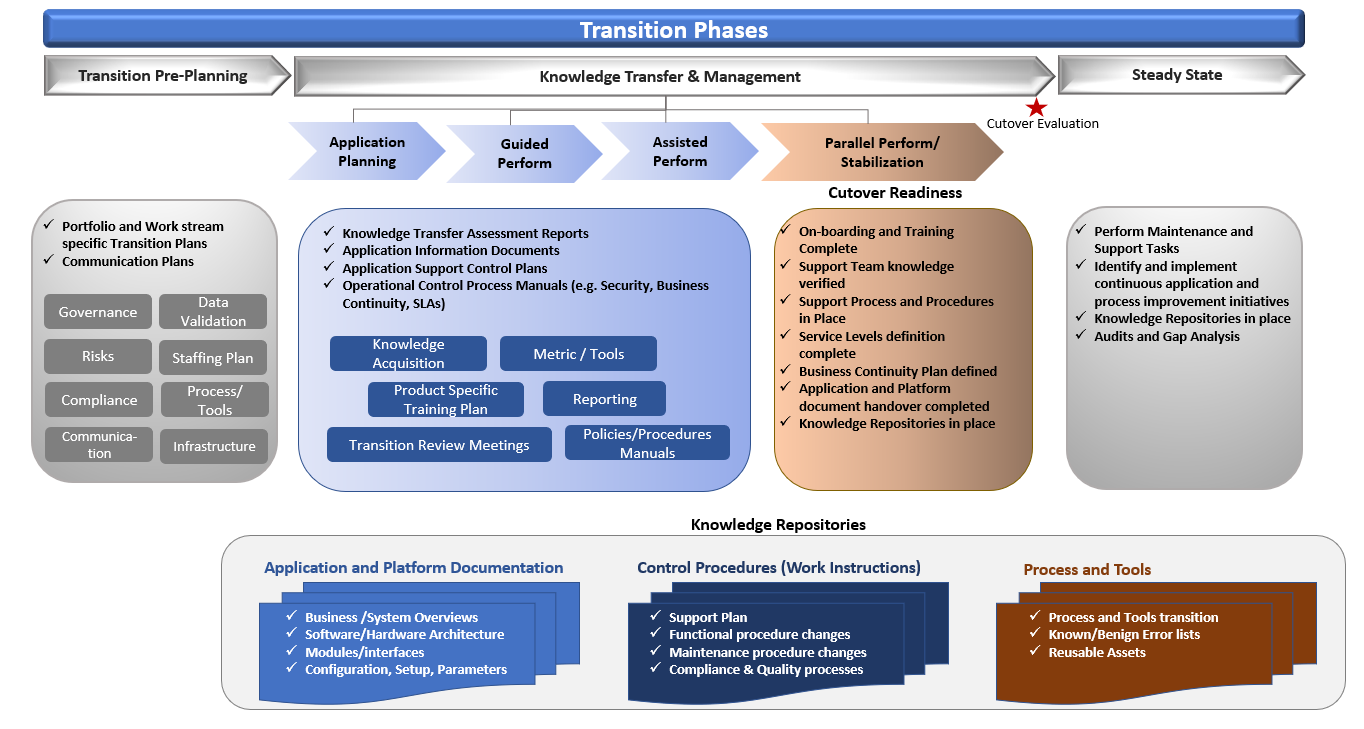 Transition Phases
Transition Pre-Planning
Knowledge Transfer & Management
Steady State
Cutover Evaluation
Application
Planning
Guided
Perform
Assisted
Perform
Parallel Perform/
Stabilization
Cutover Readiness
Portfolio and Work stream
specific Transition Plans
Communication Plans
Governance
Data
Validation
Risks
Staffing Plan
Compliance
Process/
Tools
Communica-
tion
Infrastructure
Knowledge Transfer Assessment Reports
Application Information Documents
Application Support Control Plans
Operational Control Process Manuals (e.g. Security, Business
Continuity, SLAs)
Knowledge
Acquisition
Metric / Tools
Product Specific
Training Plan
Reporting
Transition Review Meetings
Policies/Procedures
Manuals
On-boarding and Training
Complete
Support Team knowledge
verified
Support Process and Procedures
in Place
Service Levels definition
complete
Business Continuity Plan defined
Application and Platform
document handover completed
Knowledge Repositories in place
Perform Maintenance and
Support Tasks
Identify and implement
continuous application and
process improvement initiatives
Knowledge Repositories in place
Audits and Gap Analysis
Knowledge Repositories
Application and Platform Documentation
Business /System Overviews
Software/Hardware Architecture
Modules/interfaces
Configuration, Setup, Parameters
Control Procedures (Work Instructions)
Support Plan
Functional procedure changes
Maintenance procedure changes
Compliance & Quality processes
Process and Tools
Process and Tools transition
Known/Benign Error lists
Reusable Assets